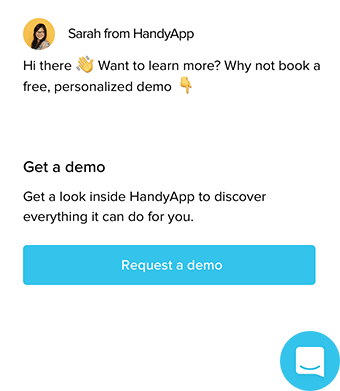 Sarah from HandyApp
Hi there 👋 Want to learn more? Why not book a
free, personalized demo 👇
Get a demo
Get a look inside HandyApp to discover
everything it can do for you.
Request a demo